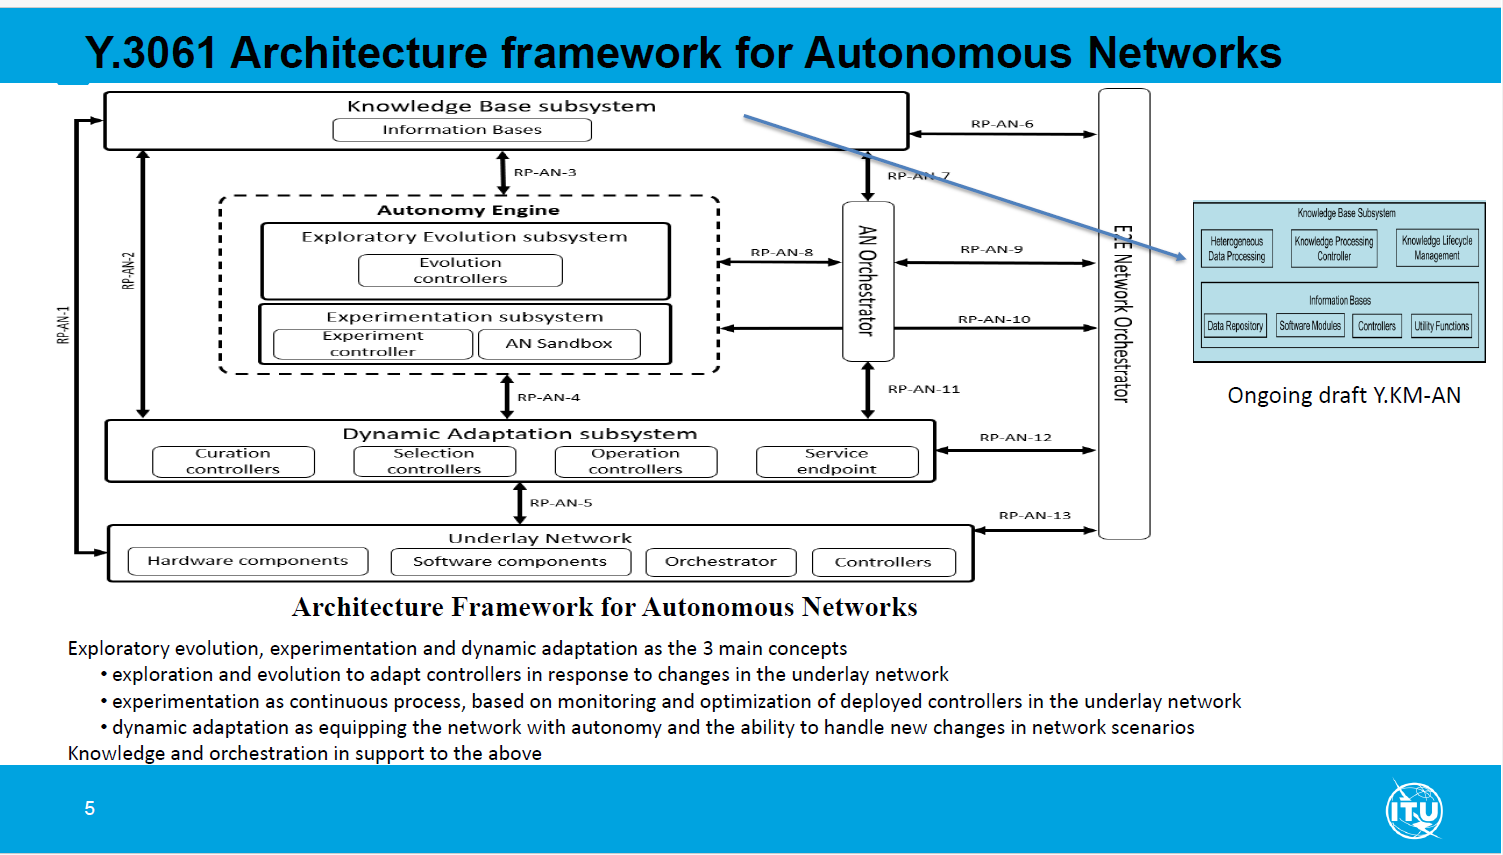 Y.3061 Architecture framework for Autonomous Networks
Knowledge Base subsystem
Information Bases
RP-AN-6
RP-AN-3
RP-AN-7
Autonomy Engine
Exploratory Evolution subsystem
Evolution
controllers
Experimentation subsystem
Experiment
controller
AN Sandbox
RP-AN-1
RP-AN-2
RP-AN-8
AN Orchestrator
RP-AN-9
RP-AN-10
E2E Network Orchestrator
RP-AN-4
RP-AN-11
Dynamic Adaptation subsystem
Curation
controllers
Selection
controllers
Operation
controllers
Service
endpoint
RP-AN-12
RP-AN-5
RP-AN-13
Underlay Network
Hardware components
Software components
Orchestrator
Controllers
Knowledge Base Subsystem
Heterogeneous
Data Processing
Knowledge Processing
Controller
Knowledge Lifecycle
Management
Information Bases
Data Repository
Software Modules
Controllers
Utility Functions
Ongoing draft Y.KM-AN
Architecture Framework for Autonomous Networks
Exploratory evolution, experimentation and dynamic adaptation as the 3 main concepts
• exploration and evolution to adapt controllers in response to changes in the underlay network
• experimentation as continuous process, based on monitoring and optimization of deployed controllers in the underlay network
• dynamic adaptation as equipping the network with autonomy and the ability to handle new changes in network scenarios
Knowledge and orchestration in support to the above
5
ITU